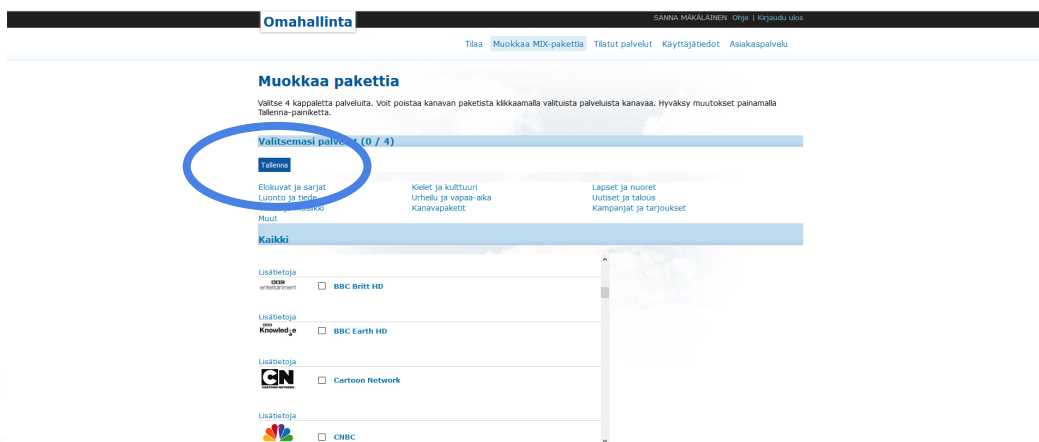 Omahallinta
SANNA MÄKÄLÄINEN Ohje | Kirjaudu ulos
Tilaa Muokkaa MIX-pakettia Tilatut palvelut Käyttäjätiedot Asiakaspalvelu
Muokkaa pakettia
Valitse 4 kappaletta palveluita. Voit poistaa kanavan paketista klikkaamalla valituista palveluista kanavaa. Hyväksy muutokset painamalla
Tallenna-painiketta.
Valitsemasi palvelut (0 / 4)
Tallenna
Elokuvat ja sarjat Kielet ja kulttuuri Lapset ja nuoret
Luonto ja tiede Urheilu ja vapaa-aika Uutiset ja talous
Kanavapaketit Kampanjat ja tarjoukset
Muut
Kaikki
Lisätietoja
BBC
entertainment BBC Britt HD
Lisätietoja
BBC
Knowledge BBC Earth HD
Lisätietoja
CN
CARTOON NETWORK. Cartoon Network
Lisätietoja
CNBC